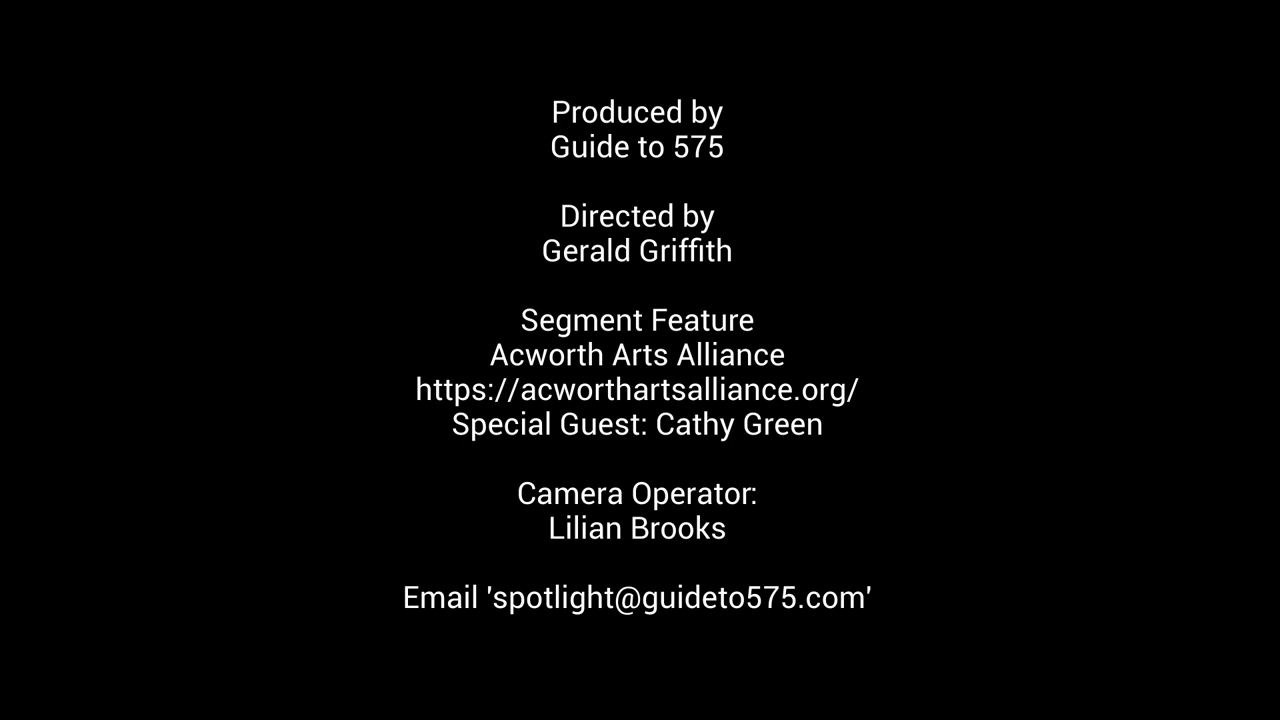 Produced by
Guide to 575
Directed by
Gerald Griffith
Segment Feature
Acworth Arts Alliance
https://acworthartsalliance.org/
Special Guest: Cathy Green
Camera Operator:
Lilian Brooks
Email 'spotlight@guideto575.com'